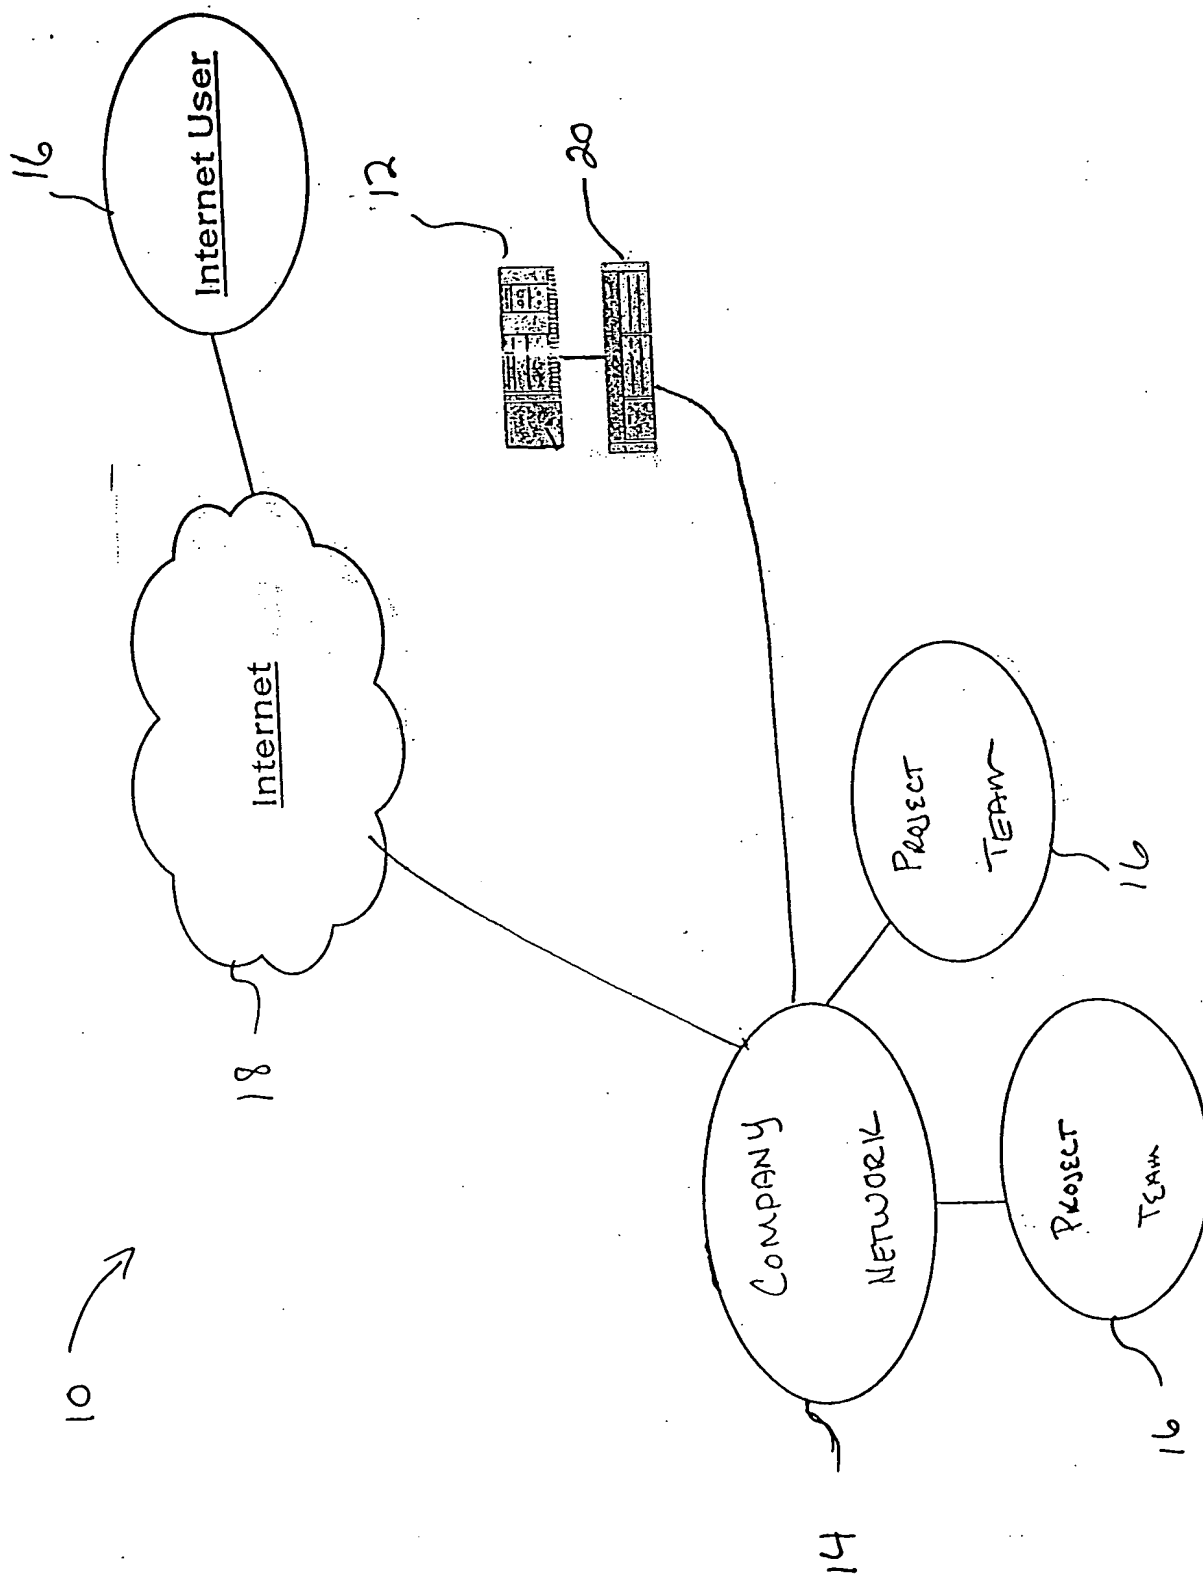 10
18
Internet
16
Internet User
12
20
14
COMPANY
NETWORK
PROJECT
TEAM
16
PROJECT
TEAM
16